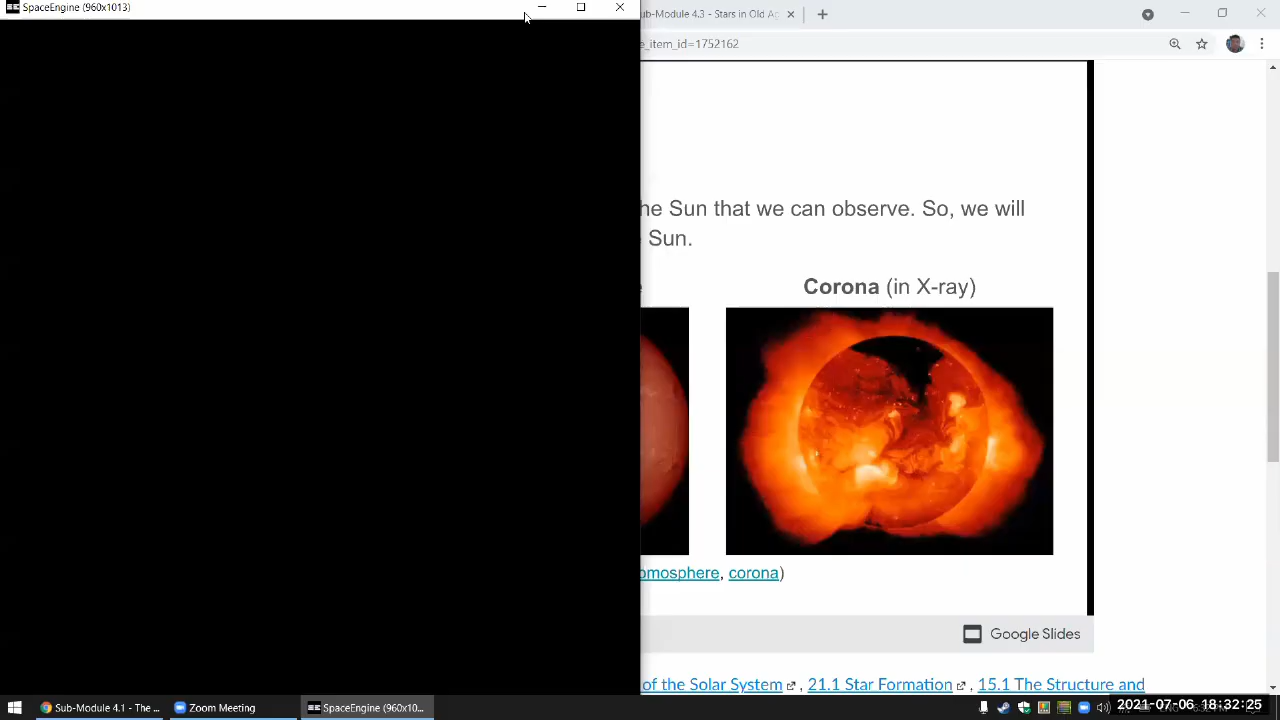 SpaceEngine (960x1013)
ub-Module 4.3 - Stars in Old Ag
e_item_id=1752162
he Sun that we can observe. So, we will
Sun.
Corona (in X-ray)
omosphere, corona)
Google Slides
of the Solar System , 21.1 Star Formation , 15.1 The Structure and
Sub-Module 4.1 - The ...
Zoom Meeting
SpaceEngine (960x10...
2021-07-06 18:32:25